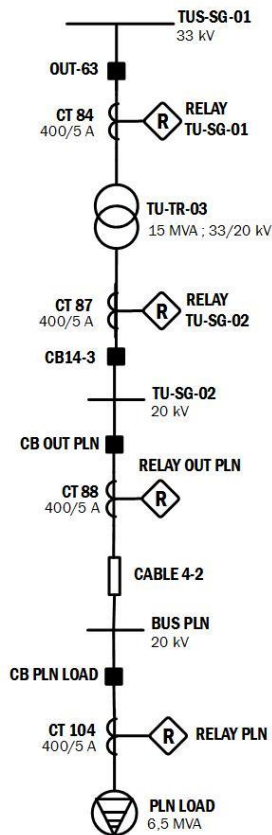 TUS-SG-01
33 kV
OUT-63
CT 84
400/5 A
R
RELAY
TU-SG-01
TU-TR-03
15 MVA ; 33/20 kV
CT 87
400/5 A
R
RELAY
TU-SG-02
CB14-3
TU-SG-02
20 kV
CB OUT PLN
RELAY OUT PLN
CT 88
400/5 A
R
CABLE 4-2
BUS PLN
20 kV
CB PLN LOAD
CT 104
400/5 A
R
RELAY PLN
PLN LOAD
6,5 MVA